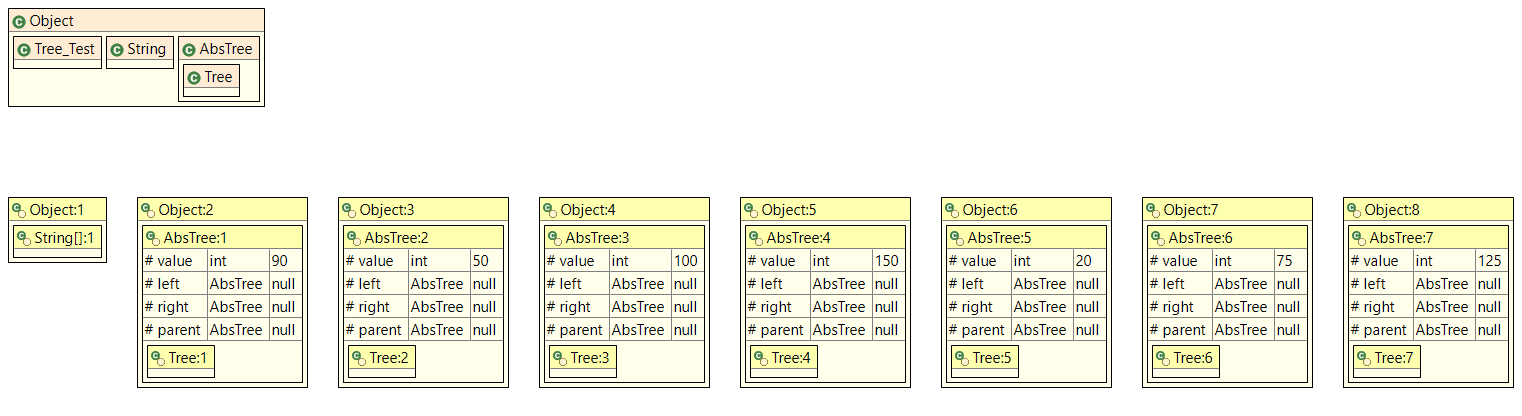 Object
Tree_Test String AbsTree
Tree
Object:1 Object:2 Object:3 Object:4 Object:5 Object:6 Object:7 Object:8
String[]:1 AbsTree:1 AbsTree:2 AbsTree:3 AbsTree:4 AbsTree:5 AbsTree:6 AbsTree:7
# value int 90 # value int 50 # value int 100 # value int 150 # value int 20 # value int 75 # value int 125
# left AbsTree null # left AbsTree null # left AbsTree null # left AbsTree null # left AbsTree null # left AbsTree null # left AbsTree null
# right AbsTree null # right AbsTree null # right AbsTree null # right AbsTree null # right AbsTree null # right AbsTree null # right AbsTree null
# parent AbsTree null # parent AbsTree null # parent AbsTree null # parent AbsTree null # parent AbsTree null # parent AbsTree null # parent AbsTree null
Tree:1 Tree:2 Tree:3 Tree:4 Tree:5 Tree:6 Tree:7